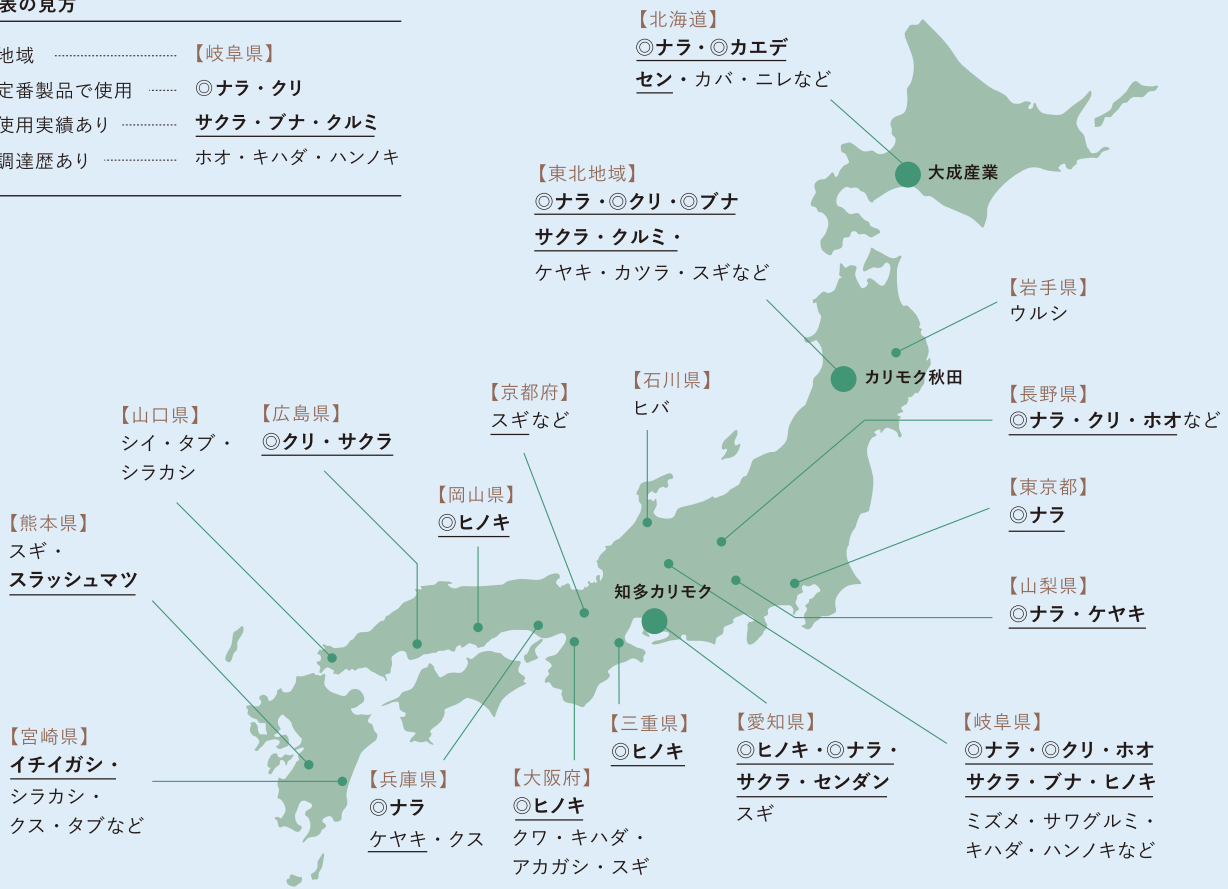 表の見方
地域 【岐阜県】
定番製品で使用 ◎ナラ・クリ
使用実績あり サクラ・ブナ・クルミ
調達歴あり ホオ・キハダ・ハンノキ
【北海道】
◎ナラ・◎カエデ
セン・カバ・ニレなど
大成産業
【東北地域】
◎ナラ・◎クリ・◎ブナ
サクラ・クルミ・
ケヤキ・カツラ・スギなど
【岩手県】
ウルシ
カリモク秋田
【石川県】
ヒバ
【京都府】
スギなど
【長野県】
◎ナラ・クリ・ホオなど
【山口県】
シイ・タブ・
シラカシ
【広島県】
◎クリ・サクラ
【岡山県】
◎ヒノキ
【東京都】
◎ナラ
【熊本県】
スギ・
スラッシュマツ
【山梨県】
◎ナラ・ケヤキ
知多カリモク
【宮崎県】
イチイガシ・
シラカシ・
クス・タブなど
【兵庫県】
◎ナラ
ケヤキ・クス
【大阪府】
◎ヒノキ
クワ・キハダ・
アカガシ・スギ
【三重県】
◎ヒノキ
【愛知県】
◎ヒノキ・◎ナラ・
サクラ・センダン
スギ
【岐阜県】
◎ナラ・◎クリ・ホオ
サクラ・ブナ・ヒノキ
ミズメ・サワグルミ・
キハダ・ハンノキなど